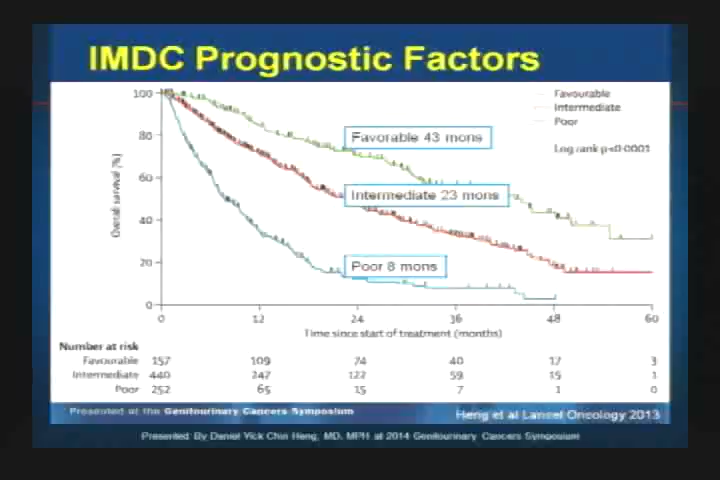 IMDC Prognostic Factors
Overall survival (%)
100
80
60
40
20
0
Favourable
Intermediate
Poor
Log rank p<0·0001
Favorable 43 mons
Intermediate 23 mons
Poor 8 mons
0 12 24 36 48 60
Time since start of treatment (months)
Number at risk
Favourable 157 109 74 40 17 3
Intermediate 440 247 122 59 15 1
Poor 252 65 15 7 1 0
Presented at the Genitourinary Cancers Symposium
Heng et al Lancet Oncology 2013
Presented By Daniel Yick Chin Heng, MD, MPH at 2014 Genitourinary Cancers Symposium